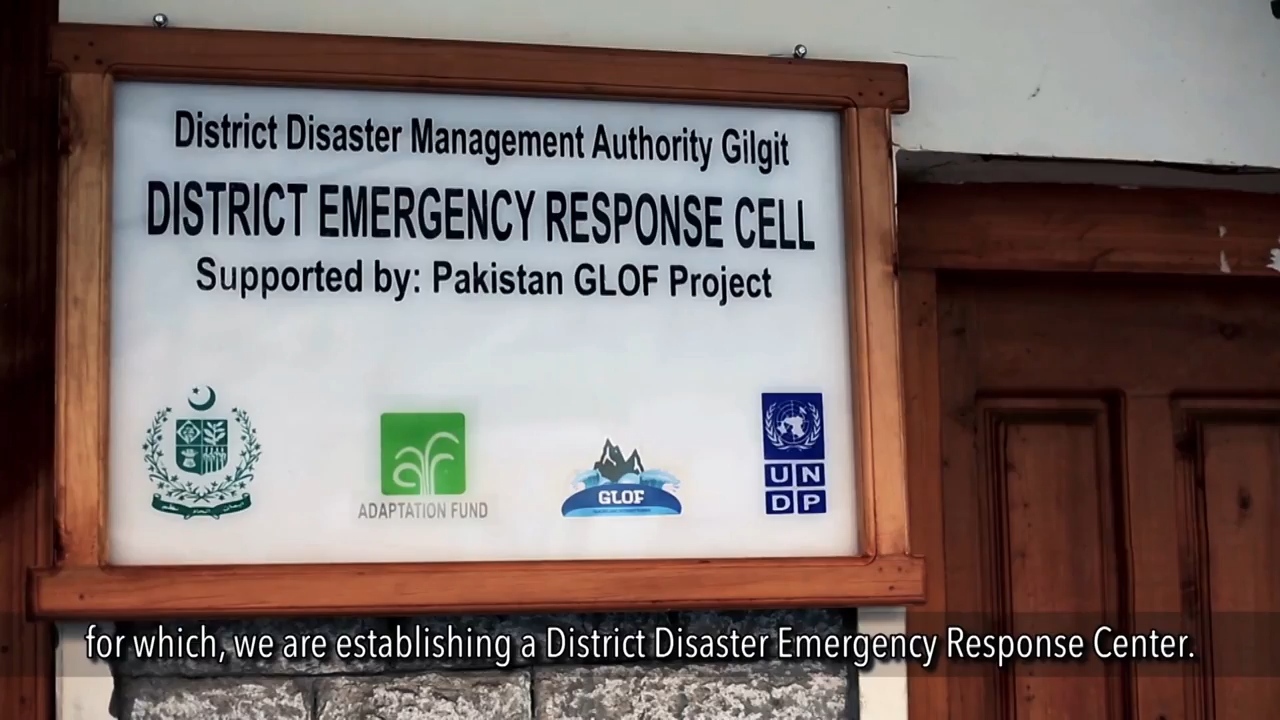 District Disaster Management Authority Gilgit
DISTRICT EMERGENCY RESPONSE CELL
Supported by: Pakistan GLOF Project
ADAPTATION FUND
GLOF
UN
DP
for which, we are establishing a District Disaster Emergency Response Center.